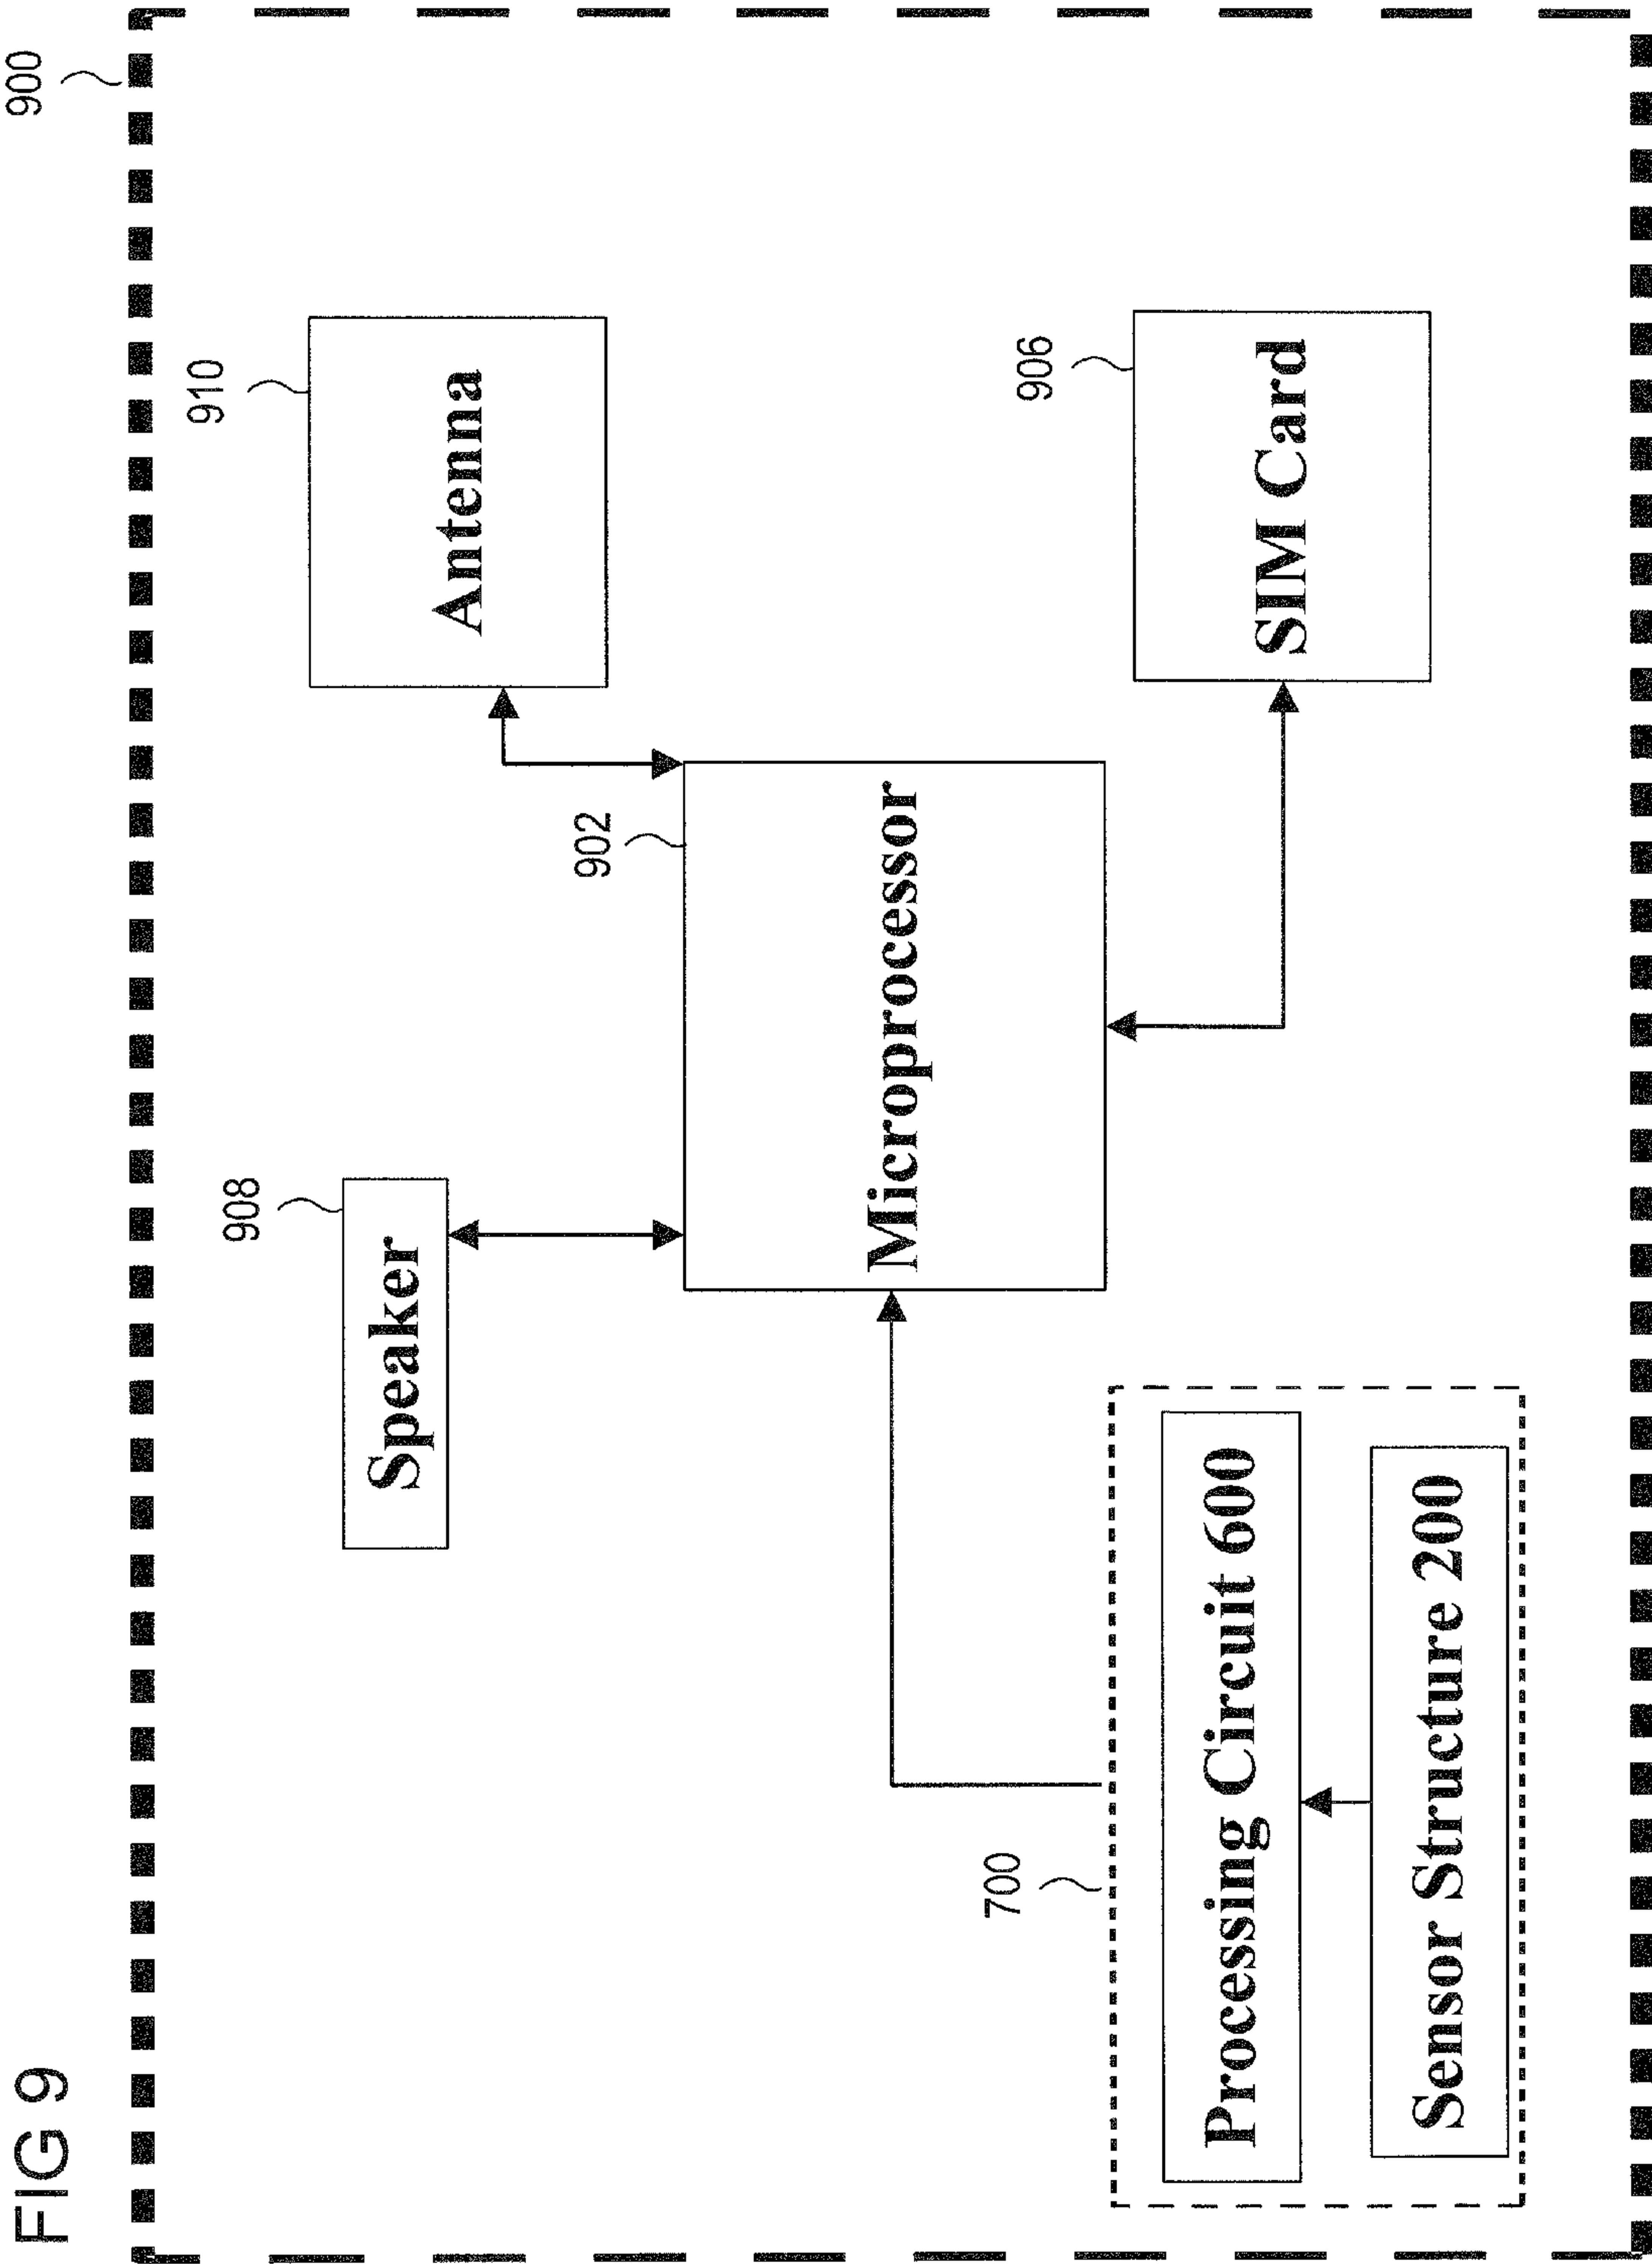 FIG 9
900
908
Speaker
910
Antenna
902
Microprocessor
906
SIM Card
700
Processing Circuit 600
Sensor Structure 200